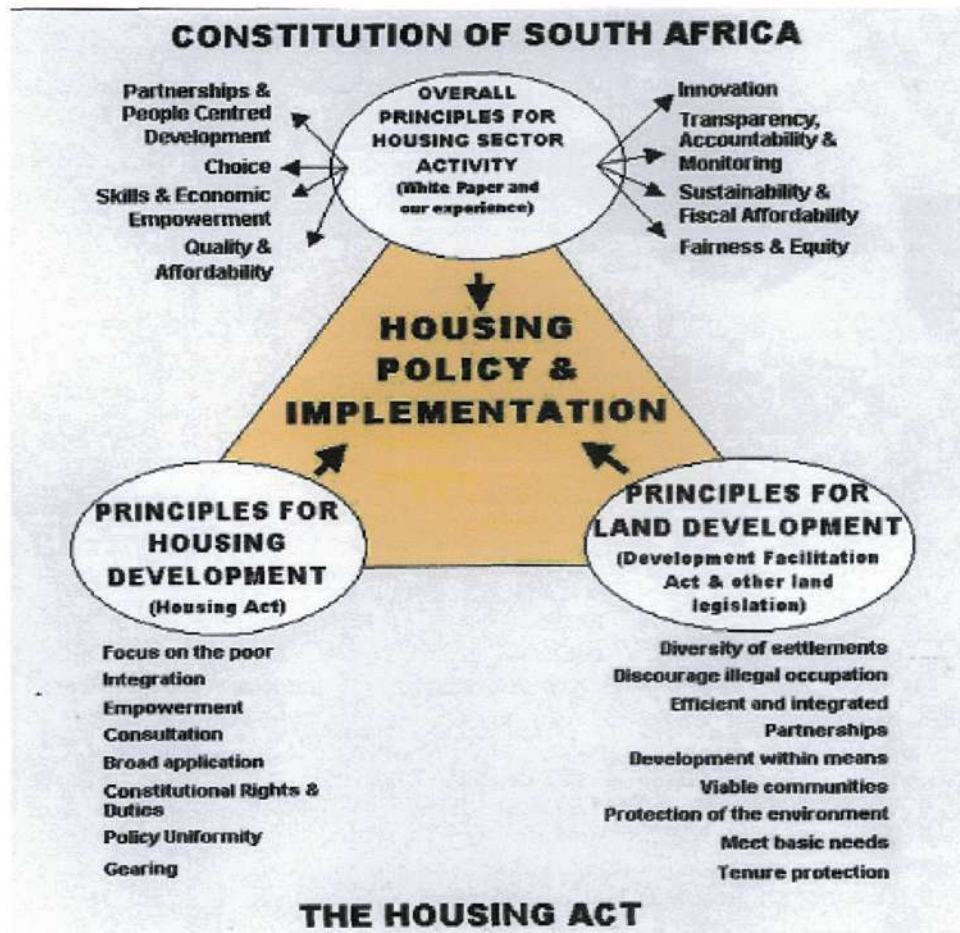 CONSTITUTION OF SOUTH AFRICA
Partnerships &
People Centred
Development
Choice
Skills & Economic
Empowerment
Quality &
Affordability
OVERALL
PRINCIPLES FOR
HOUSING SECTOR
ACTIVITY
(White Paper and
our experience)
Innovation
Transparency,
Accountability &
Monitoring
Sustainability &
Fiscal Affordability
Fairness & Equity
HOUSING
POLICY &
IMPLEMENTATION
PRINCIPLES FOR
HOUSING
DEVELOPMENT
(Housing Act)
PRINCIPLES FOR
LAND DEVELOPMENT
(Development Facilitation
Act & other land
legislation)
Focus on the poor
Integration
Empowerment
Consultation
Broad application
Constitutional Rights &
Duties
Policy Uniformity
Gearing
Diversity of settlements
Discourage illegal occupation
Efficient and integrated
Partnerships
Development within means
Viable communities
Protection of the environment
Meet basic needs
Tenure protection
THE HOUSING ACT